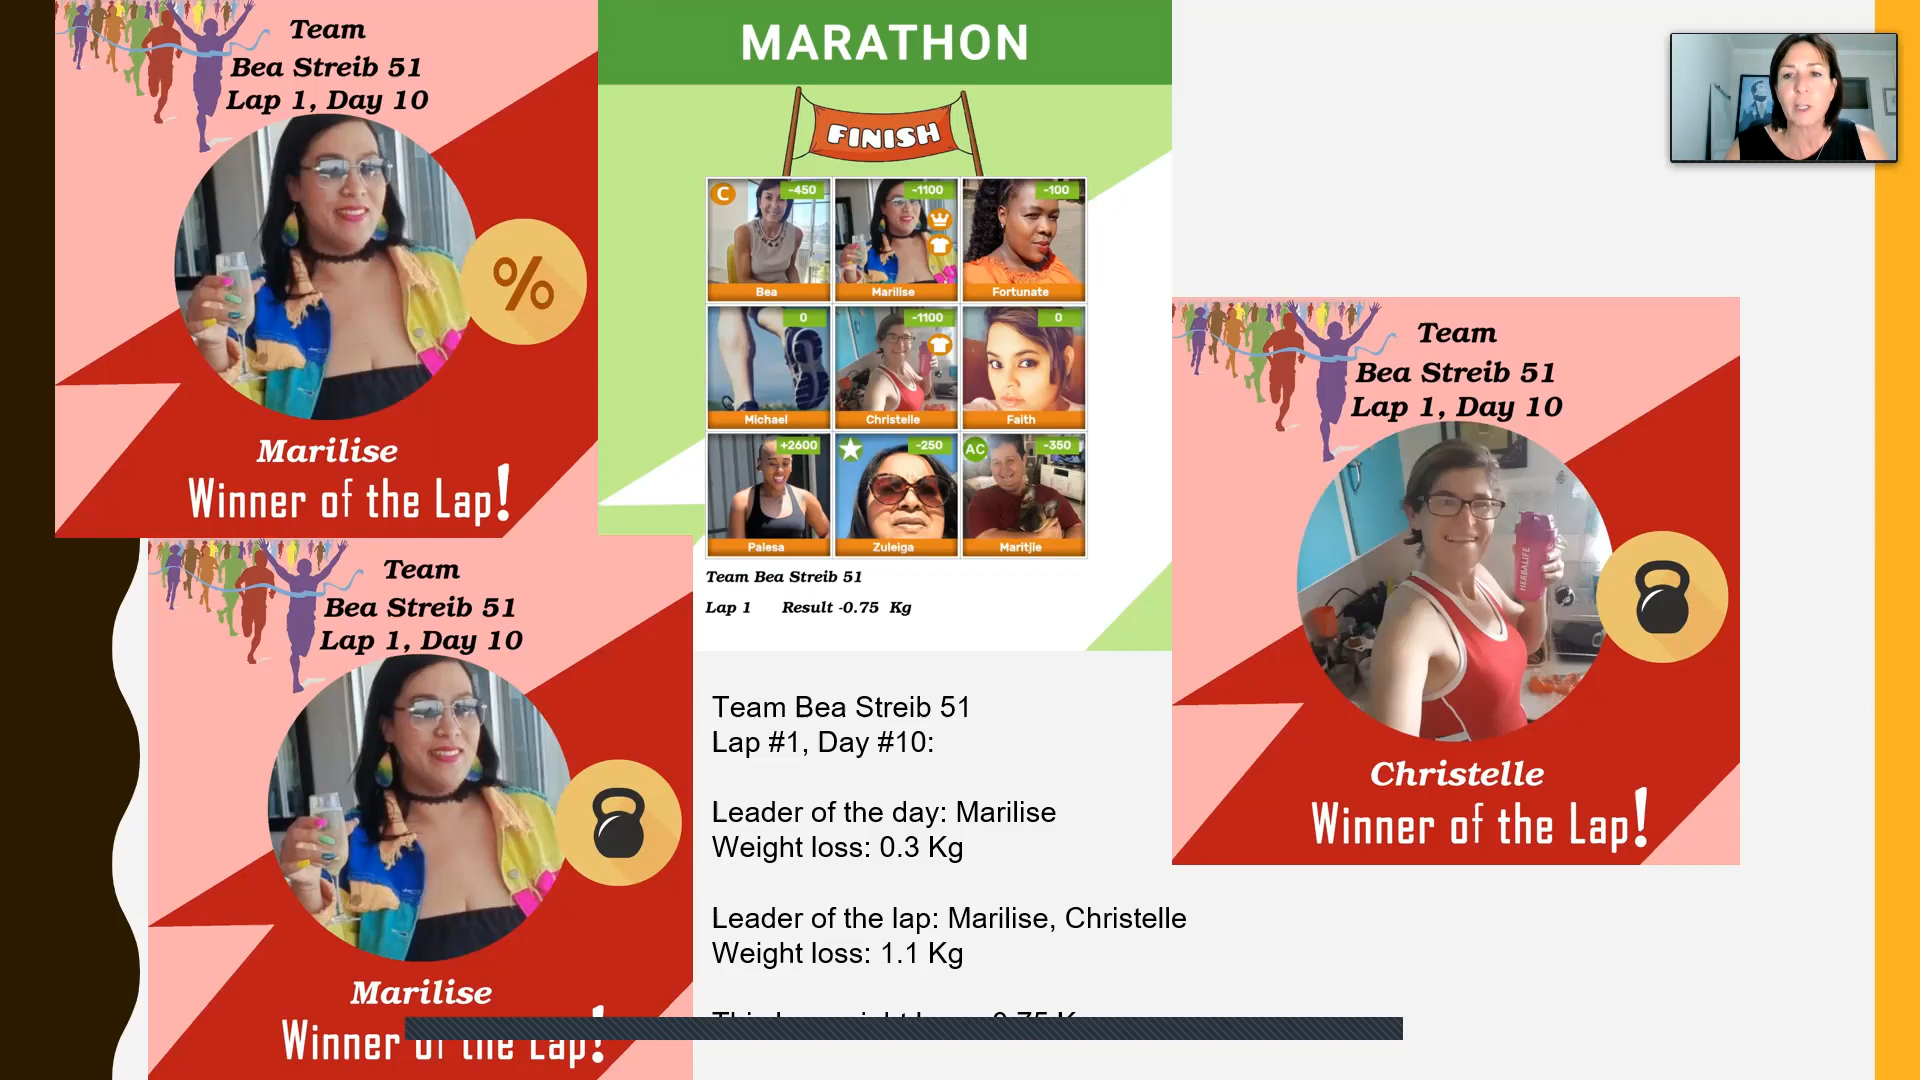 Team
Bea Streib 51
Lap 1, Day 10
%
Marilise
Winner of the Lap!
MARATHON
FINISH
C
-450
-1100
-100
Bea
Marilise
Fortunate
0
-1100
0
Michael
Christelle
Faith
+2600
-250
AC
-350
Palesa
Zuleiga
Maritjie
Team Bea Streib 51
Lap 1 Result -0.75 Kg
Team
Bea Streib 51
Lap 1, Day 10
HERBALIFE
Christelle
Winner of the Lap!
Team
Bea Streib 51
Lap 1, Day 10
Marilise
Winner of the Lap!
Team Bea Streib 51
Lap #1, Day #10:
Leader of the day: Marilise
Weight loss: 0.3 Kg
Leader of the lap: Marilise, Christelle
Weight loss: 1.1 Kg